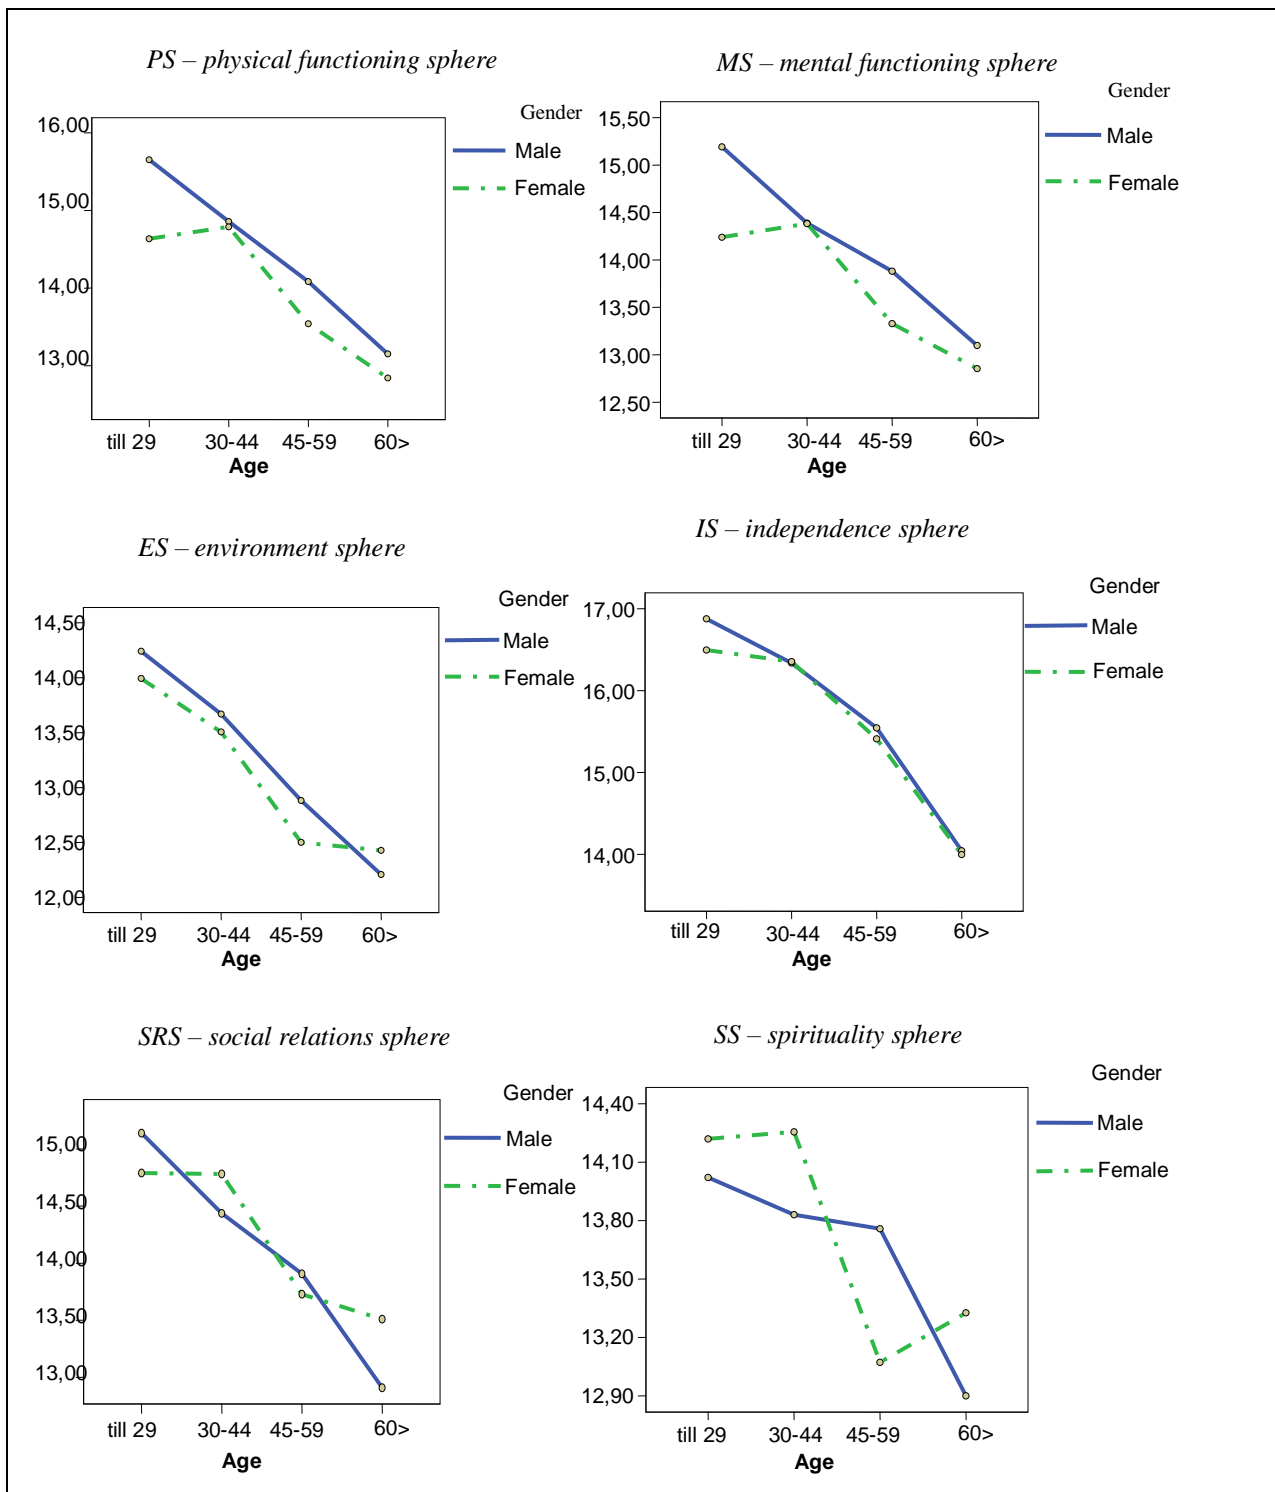 PS – physical functioning sphere
Gender
Male
Female
16,00
15,00
14,00
13,00
till 29 30-44 45-59 60>
Age
MS – mental functioning sphere
Gender
Male
Female
15,50
15,00
14,50
14,00
13,50
13,00
12,50
till 29 30-44 45-59 60>
Age
ES – environment sphere
Gender
Male
Female
14,50
14,00
13,50
13,00
12,50
12,00
till 29 30-44 45-59 60>
Age
IS – independence sphere
Gender
Male
Female
17,00
16,00
15,00
14,00
till 29 30-44 45-59 60>
Age
SRS – social relations sphere
Gender
Male
Female
15,00
14,50
14,00
13,50
13,00
till 29 30-44 45-59 60>
Age
SS – spirituality sphere
Gender
Male
Female
14,40
14,10
13,80
13,50
13,20
12,90
till 29 30-44 45-59 60>
Age